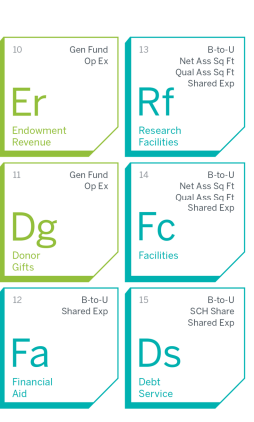 10
Gen Fund
Op Ex
Er
Endowment
Revenue
13
B-to-U
Net Ass Sq Ft
Qual Ass Sq Ft
Shared Exp
Rf
Research
Facilities
11
Gen Fund
Op Ex
Dg
Donor
Gifts
14
B-to-U
Net Ass Sq Ft
Qual Ass Sq Ft
Shared Exp
Fc
Facilities
12
B-to-U
Shared Exp
Fa
Financial
Aid
15
B-to-U
SCH Share
Shared Exp
Ds
Debt
Service